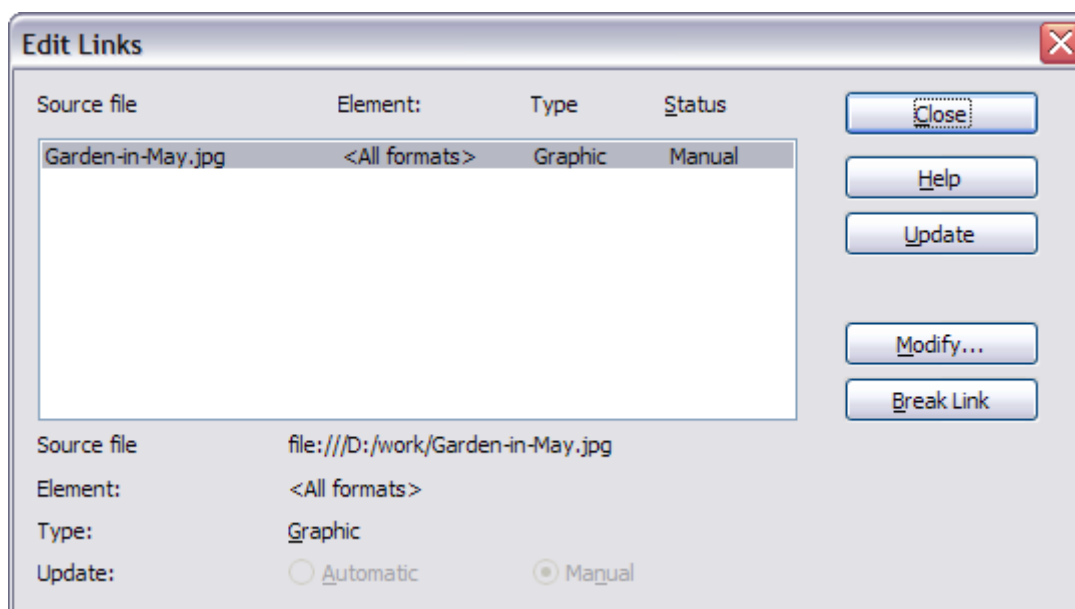 Edit Links
Source file Element: Type Status
Close
Garden-in-May.jpg <All formats> Graphic Manual
Help
Update
Modify...
Break Link
Source file file:///D:/work/Garden-in-May.jpg
Element: <All formats>
Type: Graphic
Update: Automatic Manual